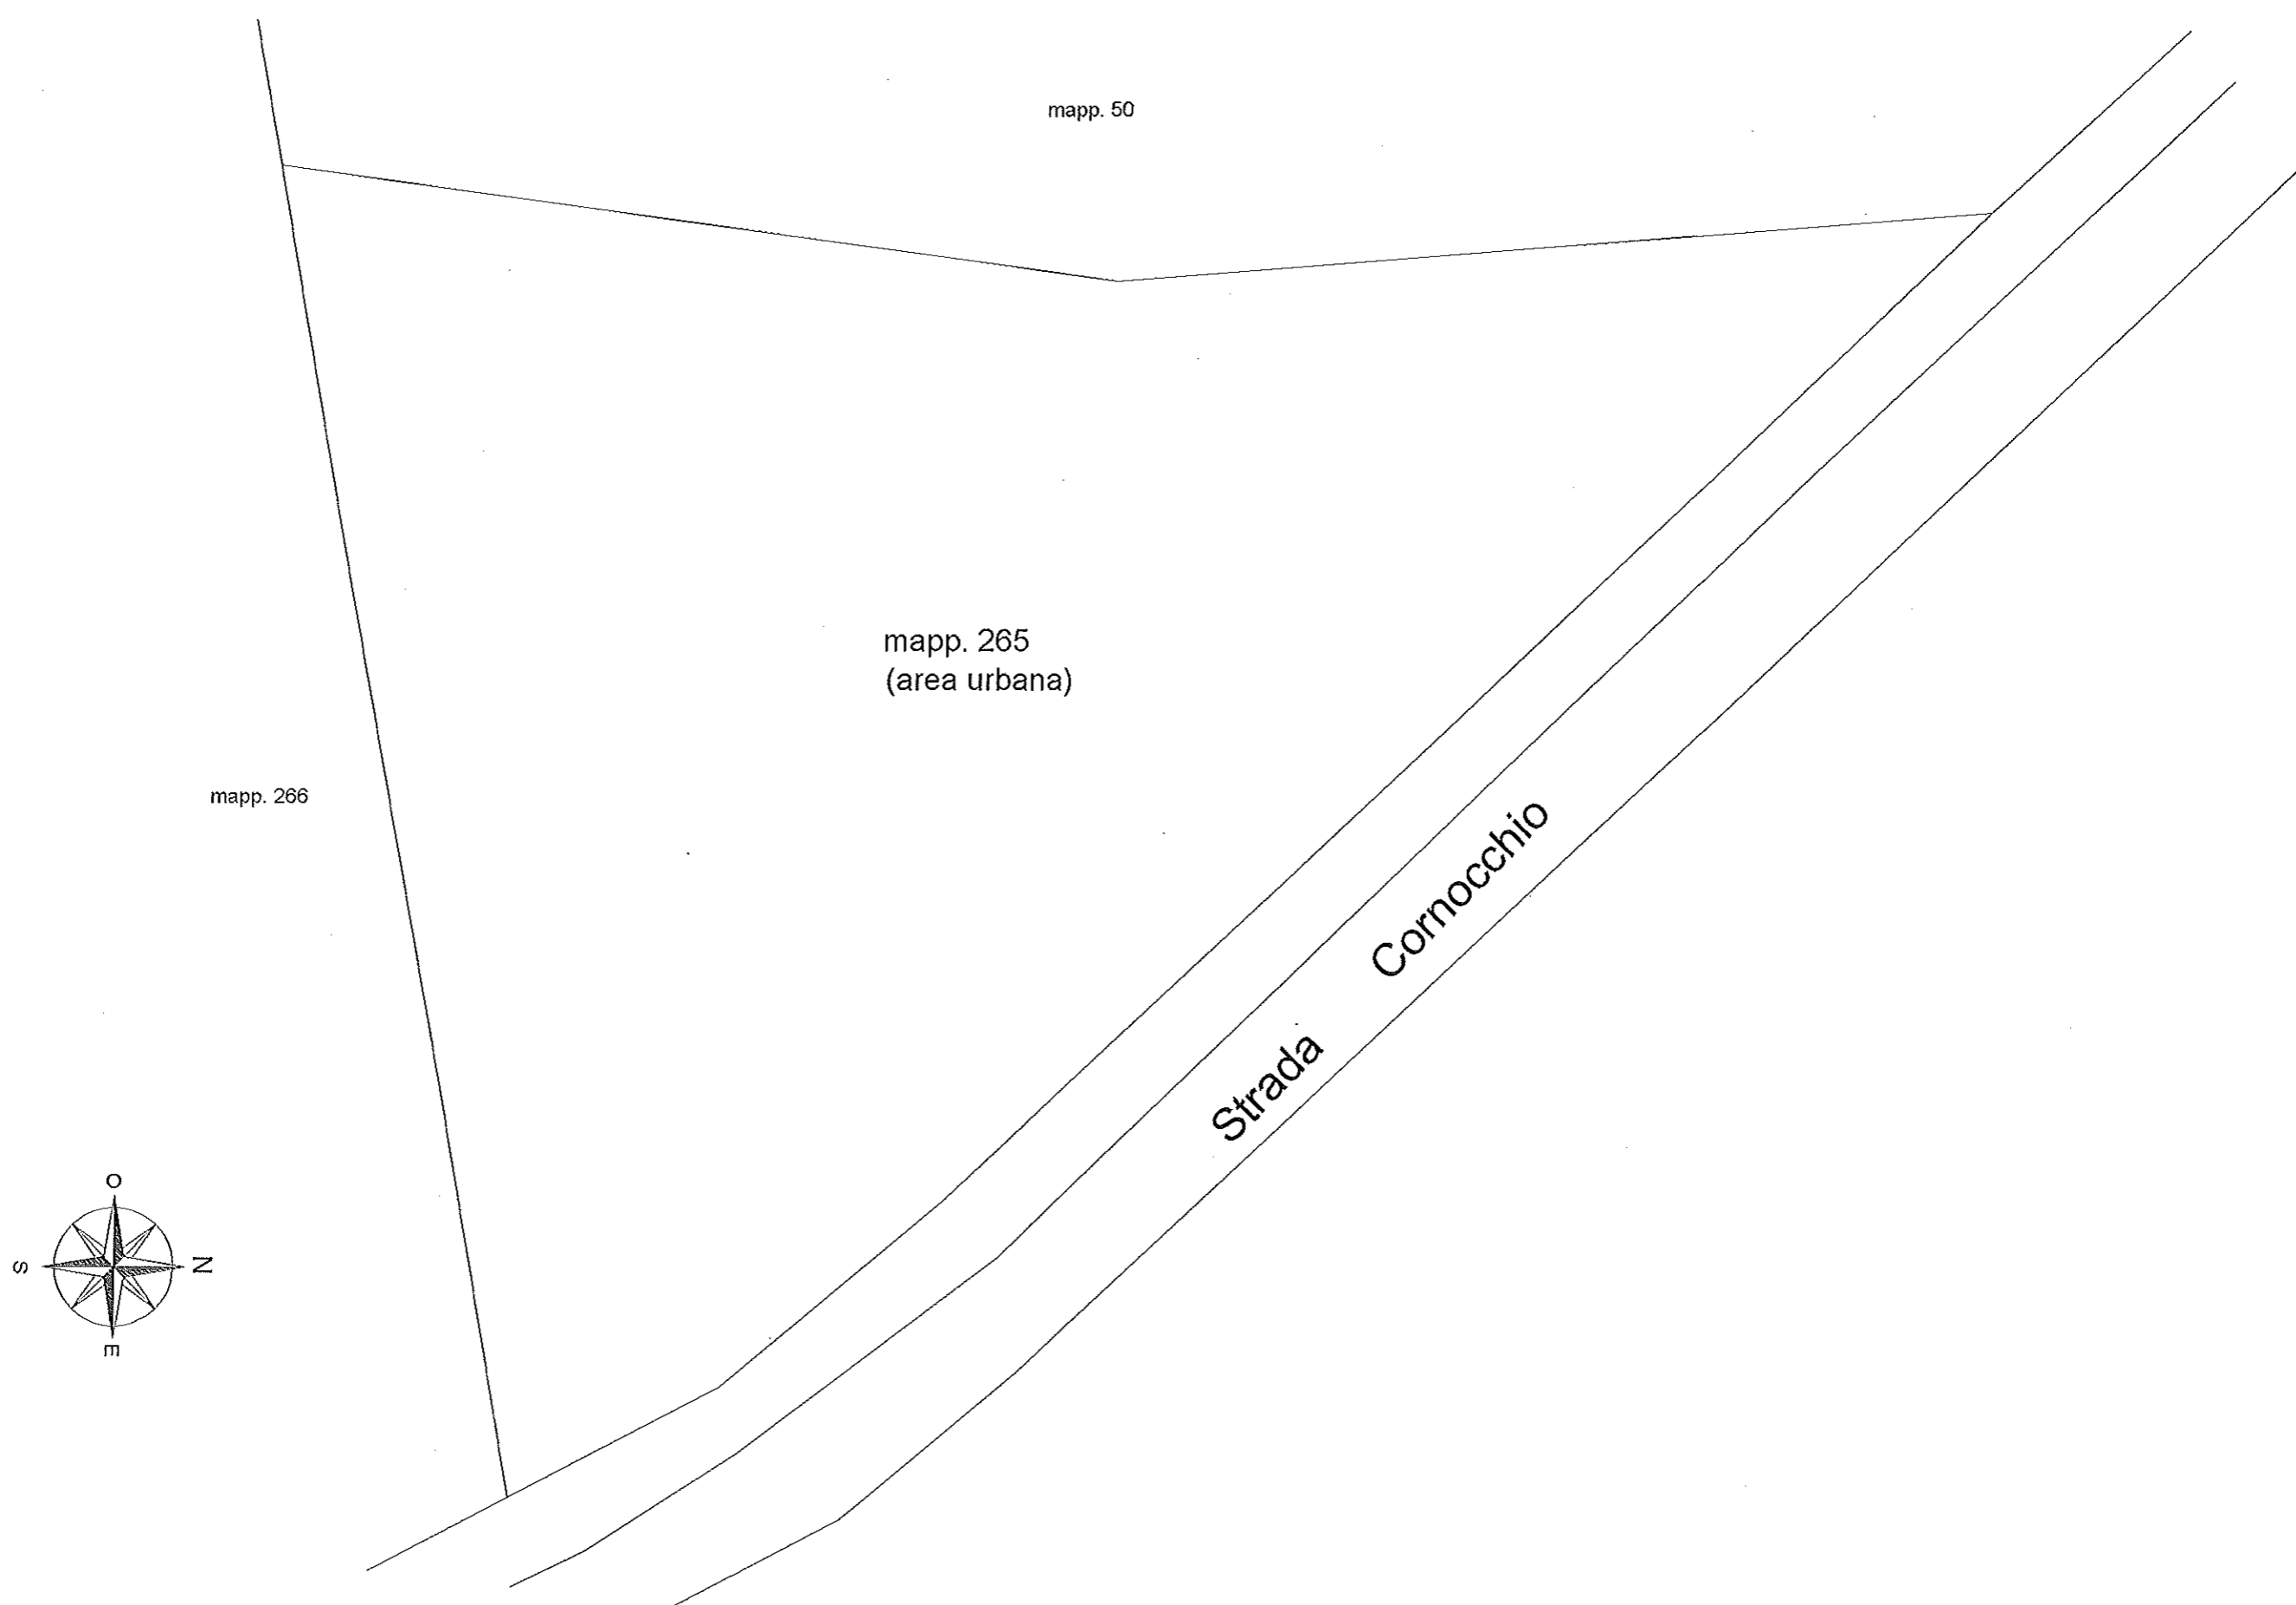 mapp. 50
mapp. 265
(area urbana)
mapp. 266
Strada Cornocchio
O
S
N
E